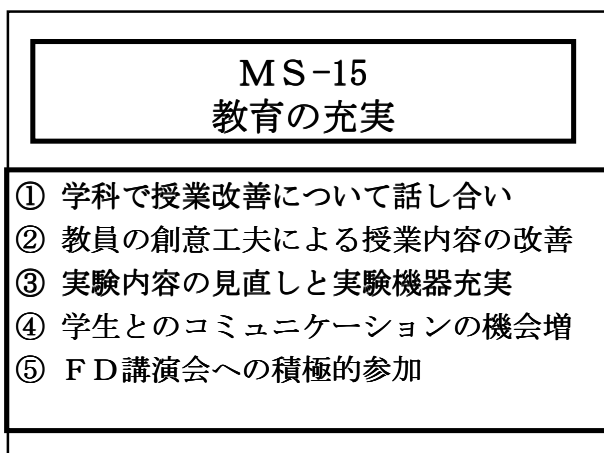 ＭＳ−15
教育の充実
① 学科で授業改善について話し合い
② 教員の創意工夫による授業内容の改善
③ 実験内容の見直しと実験機器充実
④ 学生とのコミュニケーションの機会増
⑤ ＦＤ講演会への積極的参加